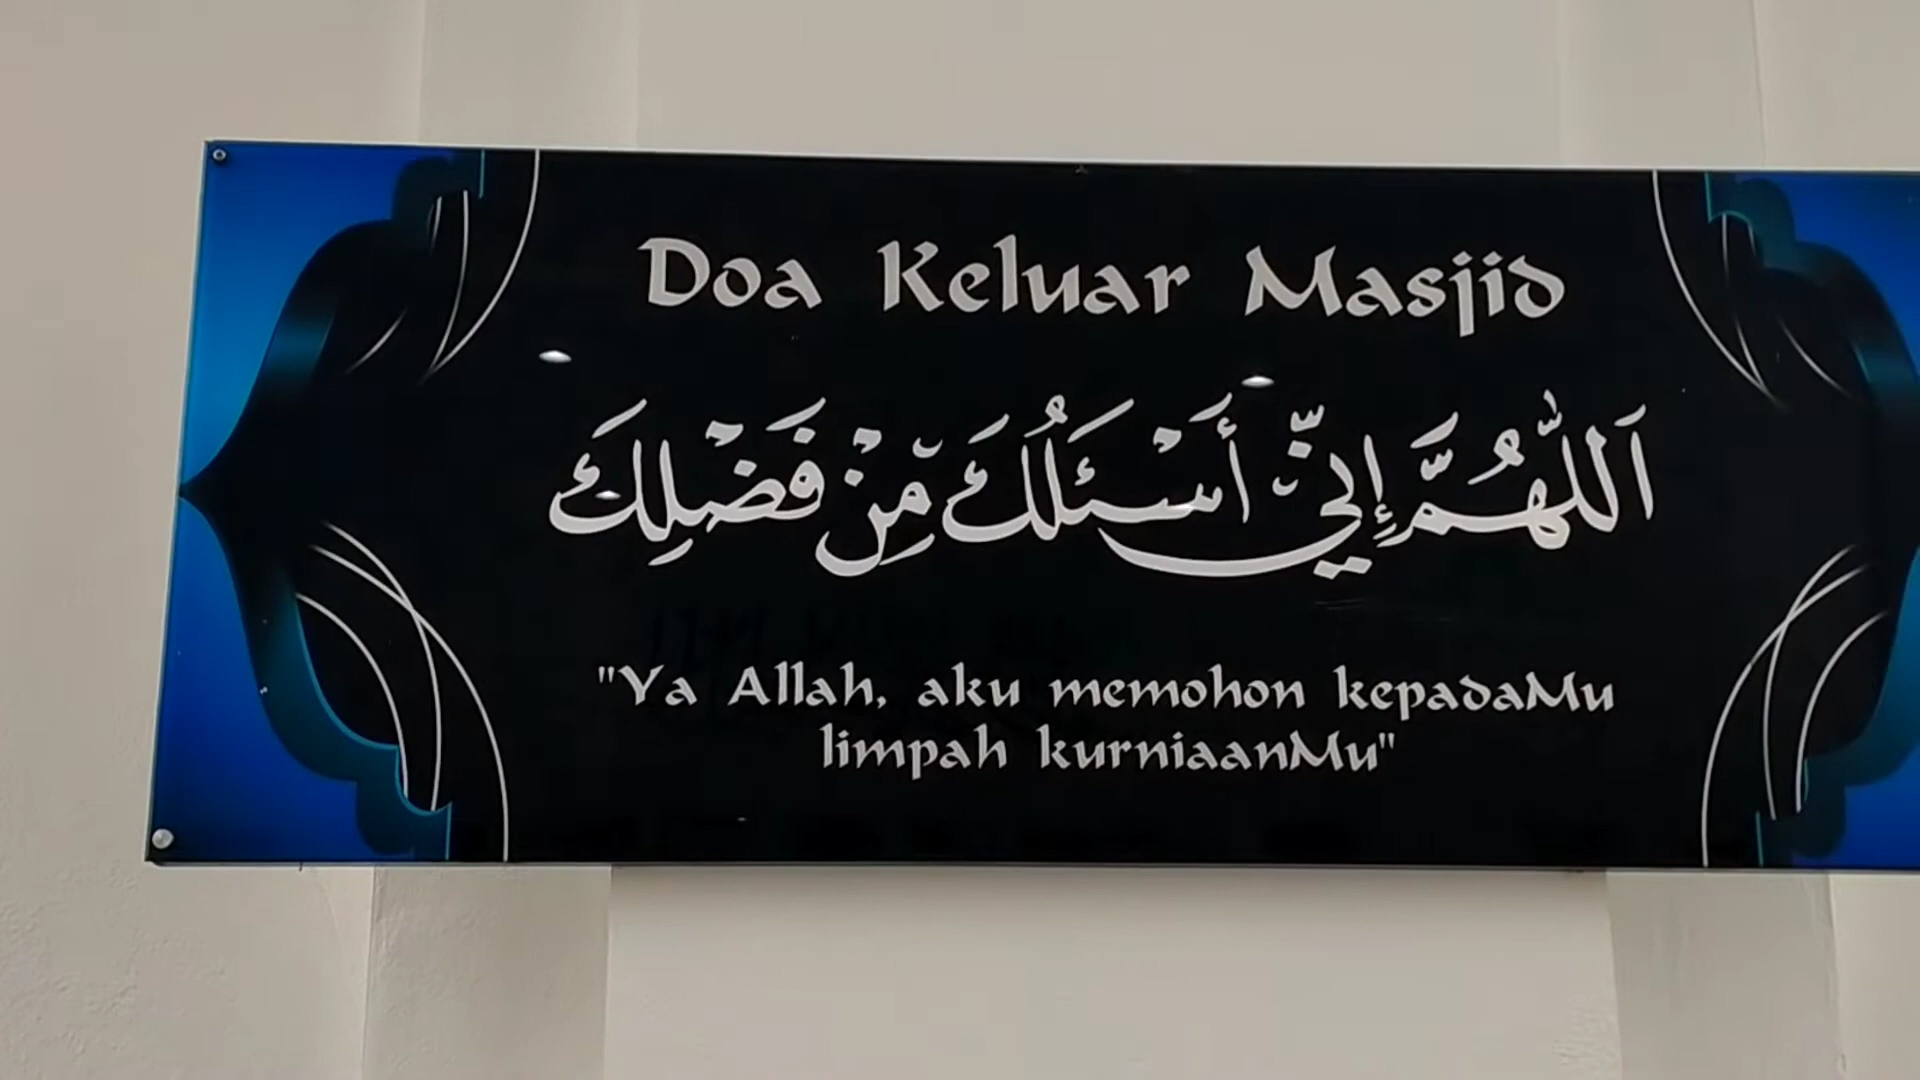 Doa Keluar Masjid
اَللّٰهُمَّ إِنِّيْ أَسْئَلُكَ مِنْ فَضْلِكَ
"Ya Allah, aku memohon kepadaMu
limpah kurniaanMu"